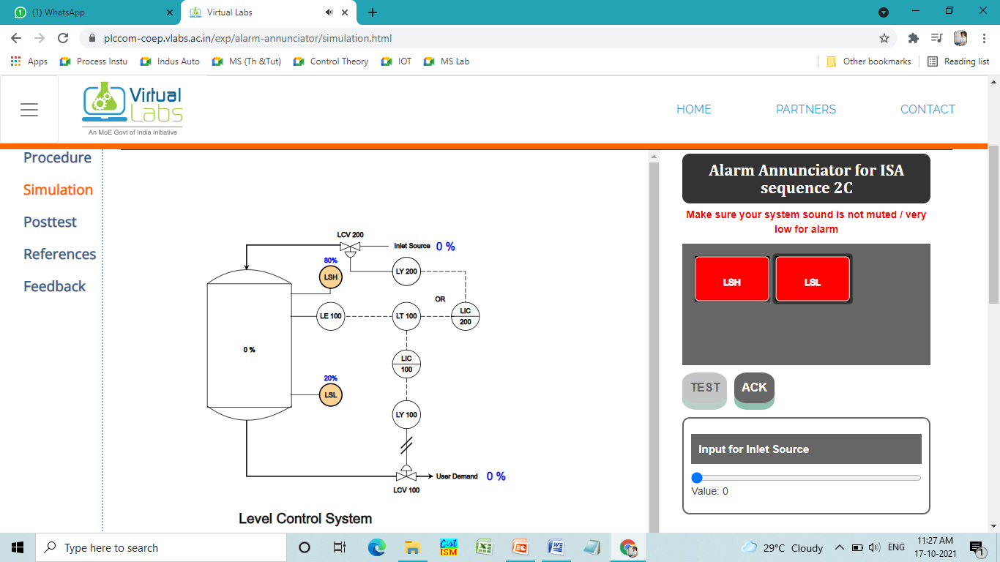 (1) WhatsApp
Virtual Labs
plccom-coep.vlabs.ac.in/exp/alarm-annunciator/simulation.html
Apps
Process Instu
Indus Auto
MS (Th &Tut)
Control Theory
IOT
MS Lab
Other bookmarks
Reading list
Virtual
Labs
An MoE Govt of India Initiative
HOME
PARTNERS
CONTACT
Procedure
Simulation
Posttest
References
Feedback
LCV 200
Inlet Source 0 %
80%
LSH
LY 200
OR
LE 100
LT 100
LIC
200
0 %
LIC
100
20%
LSL
LY 100
User Demand 0 %
LCV 100
Level Control System
Alarm Annunciator for ISA
sequence 2C
Make sure your system sound is not muted / very
low for alarm
LSH
LSL
TEST
ACK
Input for Inlet Source
Value: 0
Type here to search
Gist
ISM
29°C Cloudy
ENG
11:27 AM
17-10-2021
1